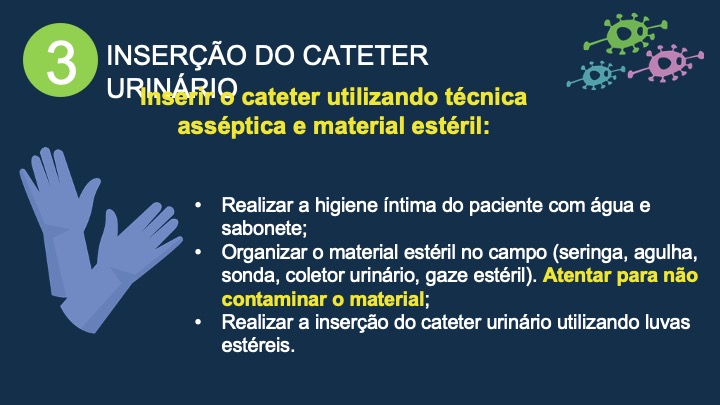 3
INSERÇÃO DO CATETER
URINÁRIO
Inserir o cateter utilizando técnica
asséptica e material estéril:
• Realizar a higiene íntima do paciente com água e
sabonete;
• Organizar o material estéril no campo (seringa, agulha,
sonda, coletor urinário, gaze estéril). Atentar para não
contaminar o material;
• Realizar a inserção do cateter urinário utilizando luvas
estéreis.